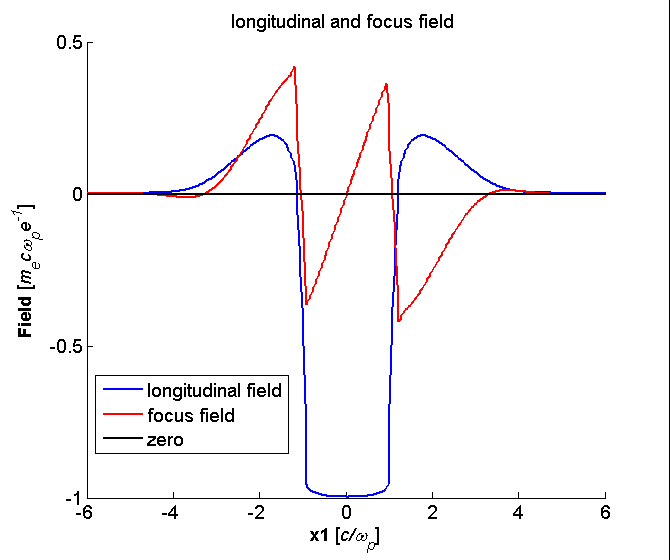 longitudinal and focus field
0.5
0
-0.5
-1
Field [m_e cω_p e^-1]
longitudinal field
focus field
zero
-6 -4 -2 0 2 4 6
x1 [c/ω_p]